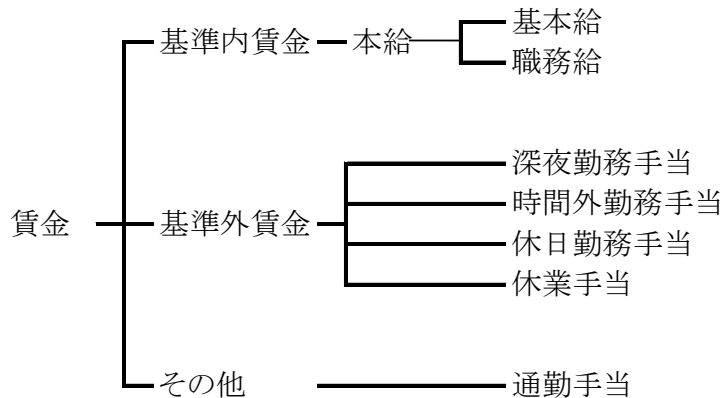 賃金
基準内賃金
本給
基本給
職務給
基準外賃金
深夜勤務手当
時間外勤務手当
休日勤務手当
休業手当
その他
通勤手当